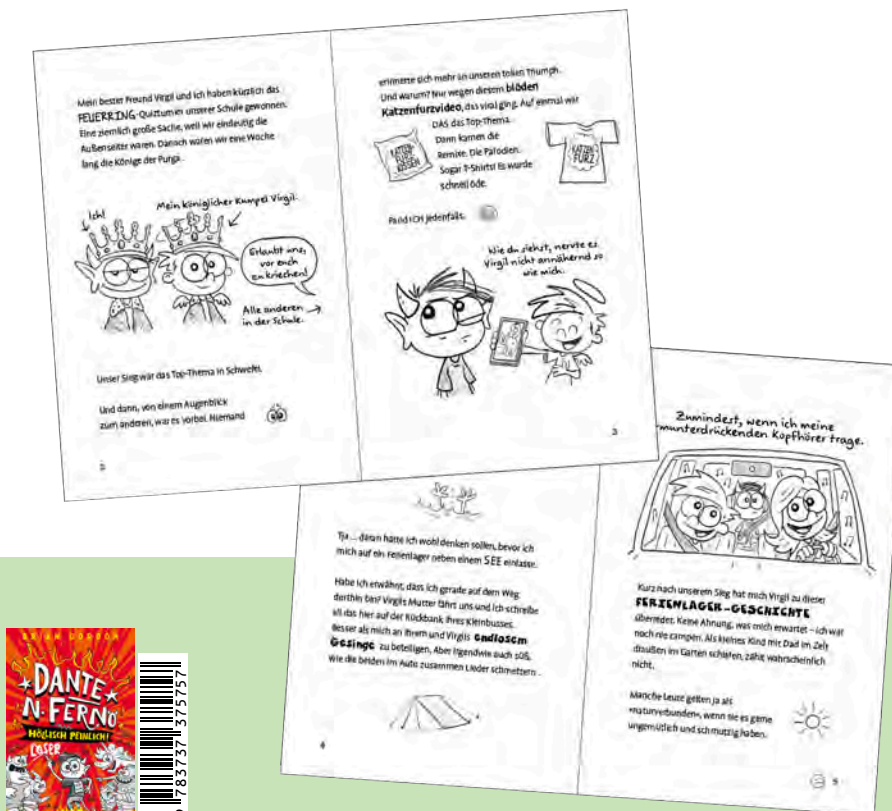 Mein bester Freund Virgil und ich haben kürzlich das
FEUERRING-Quizturnier unserer Schule gewonnen.
Eine ziemlich große Sache, weil wir eindeutig die
Außenseiter waren. Danach waren wir eine Woche
lang die Könige der Purga
Ich!
Mein königlicher Kumpel Virgil.
Erlaubt uns,
vor euch
zu kriechen!
Alle anderen
in der Schule.
Unser Sieg war das Top-Thema in Schwefel.
Und dann, von einem Augenblick
zum anderen, war es vorbei. Niemand
2
erinnerte sich mehr an unseren tollen Triumph.
Und warum? Nur wegen diesem blöden
Katzenfurzvideo, das viral ging. Auf einmal war
DAS das Top-Thema.
Dann kamen die
Remixe. Die Parodien.
Sogar T-Shirts! Es wurde
schnell öde.
KATZEN-
FURZ-
KISSEN
KATZEN-
FURZ
Fand ICH jedenfalls.
Wie du siehst, nervte es
Virgil nicht annähernd so
wie mich.
3
Tja ... daran hätte ich wohl denken sollen, bevor ich
mich auf ein Ferienlager neben einem SEE einlasse.
Habe ich erwähnt, dass ich gerade auf dem Weg
dorthin bin? Virgils Mutter fährt uns und ich schreibe
all das hier auf der Rückbank ihres Kleinbusses.
Besser als mich an ihrem und Virgils endlosem
Gesinge zu beteiligen. Aber irgendwie auch süß,
wie die beiden im Auto zusammen Lieder schmettern.
4
Zumindest, wenn ich meine
munterdrückenden Kopfhörer trage.
Kurz nach unserem Sieg hat mich Virgil zu dieser
FERIENLAGER-GESCHICHTE
überredet. Keine Ahnung, was mich erwartet – ich war
noch nie campen. Als kleines Kind mit Dad im Zelt
draußen im Garten schlafen, zählt wahrscheinlich
nicht.
Manche Leute gelten ja als
»naturverbunden«, wenn sie es gerne
ungemütlich und schmutzig haben.
5
BRIAN GORDON
DANTE
N. FERNO
HÖLLISCH PEINLICH!
LOSER
783737 375757